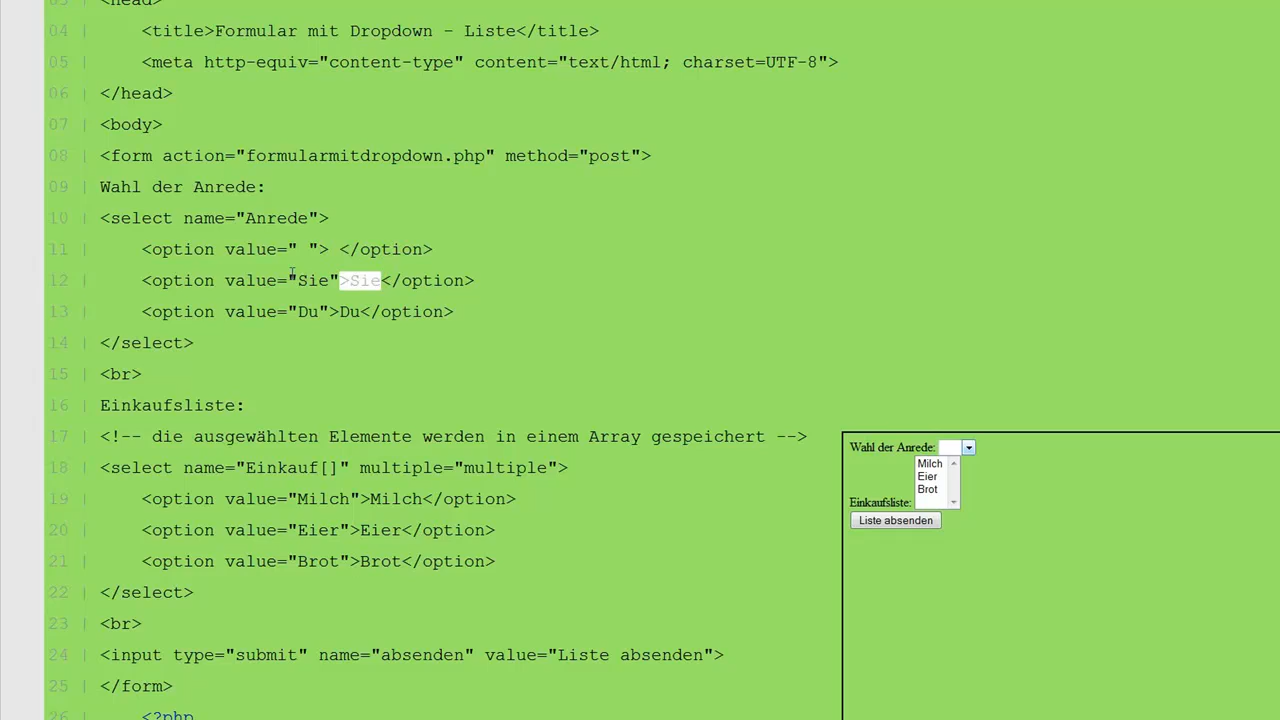 03 | <head>
04 | <title>Formular mit Dropdown - Liste</title>
05 | <meta http-equiv="content-type" content="text/html; charset=UTF-8">
06 | </head>
07 | <body>
08 | <form action="formularmitdropdown.php" method="post">
09 | Wahl der Anrede:
10 | <select name="Anrede">
11 | <option value=" "> </option>
12 | <option value="Sie">Sie</option>
13 | <option value="Du">Du</option>
14 | </select>
15 | <br>
16 | Einkaufsliste:
17 | <!-- die ausgewählten Elemente werden in einem Array gespeichert -->
18 | <select name="Einkauf[]" multiple="multiple">
19 | <option value="Milch">Milch</option>
20 | <option value="Eier">Eier</option>
21 | <option value="Brot">Brot</option>
22 | </select>
23 | <br>
24 | <input type="submit" name="absenden" value="Liste absenden">
25 | </form>
26 | <?php
Wahl der Anrede:
Milch
Eier
Brot
Einkaufsliste:
Liste absenden